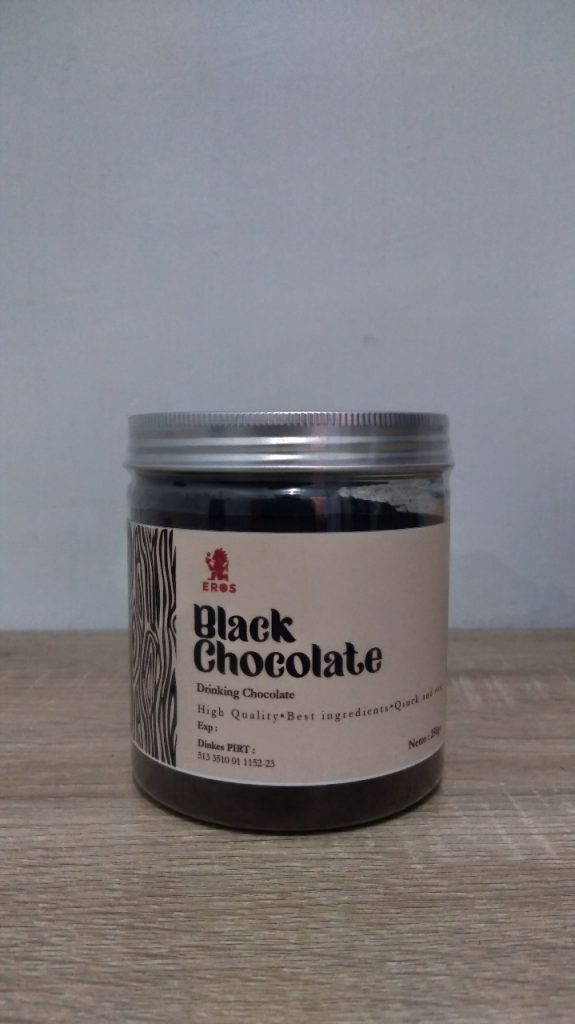 EROS
Black
Chocolate
Drinking Chocolate
High Quality•Best ingredients•Qiuck and
Exp :
Dinkes PIRT :
513 3510 01 1152-23
Netto :